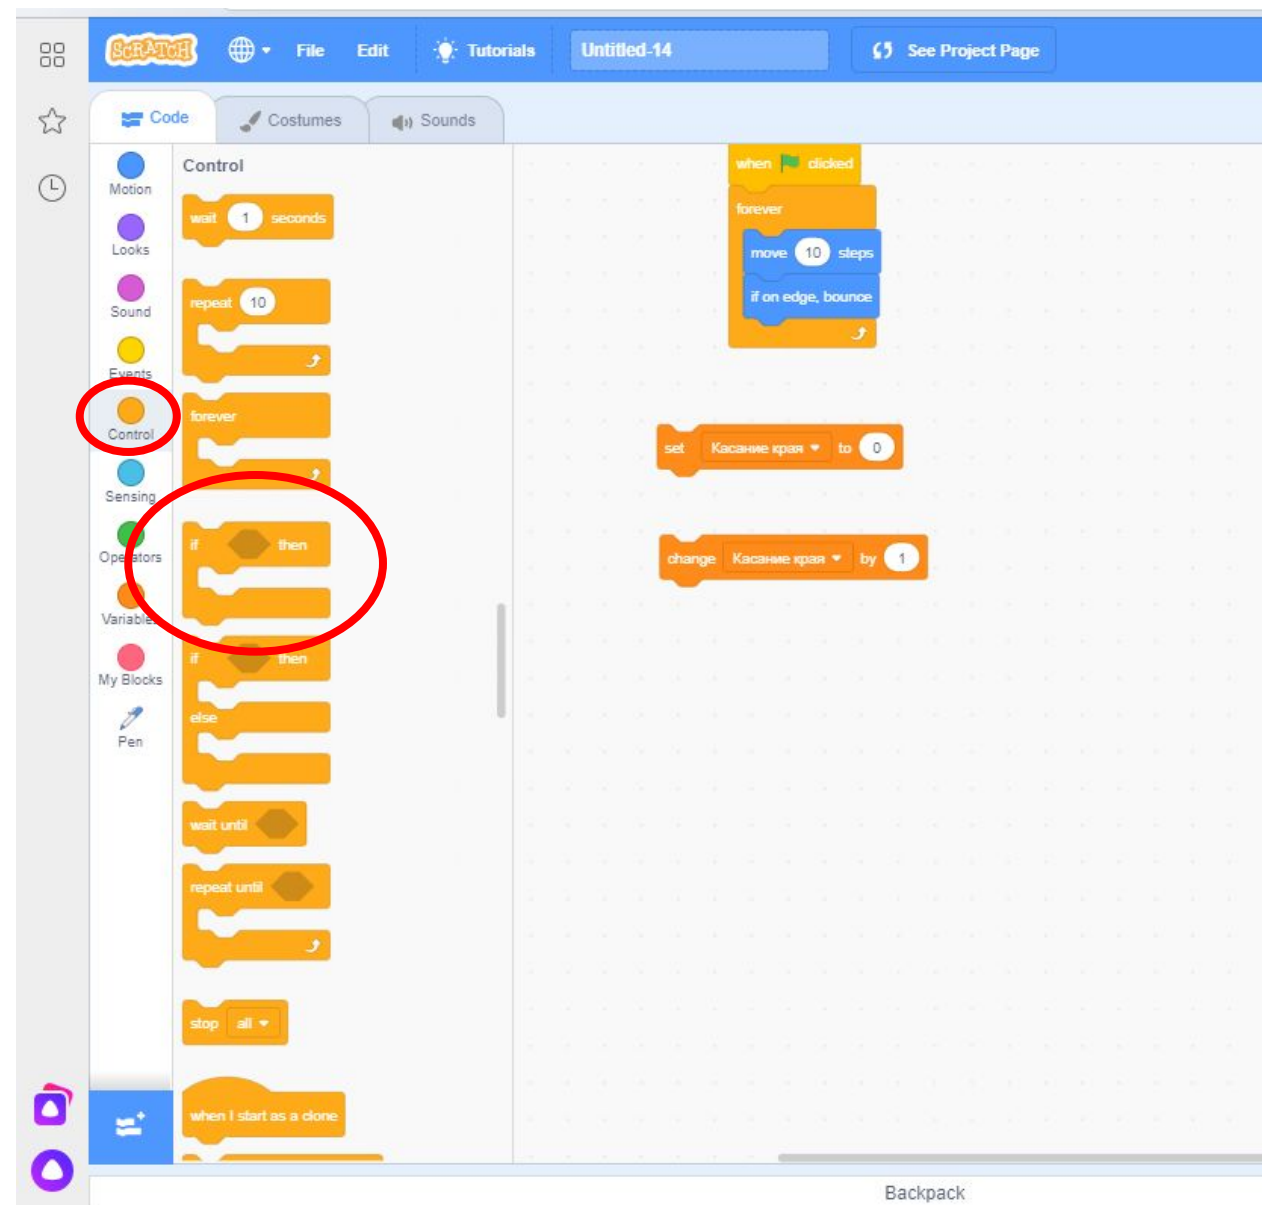 SCRATCH File Edit Tutorials Untitled-14 See Project Page
Code Costumes Sounds
Motion
Looks
Sound
Events
Control
Sensing
Operators
Variables
My Blocks
Pen
Control
wait 1 seconds
repeat 10
forever
if then
if then
else
wait until
repeat until
stop all
when I start as a clone
when clicked
forever
move 10 steps
if on edge, bounce
set Касание края to 0
change Касание края by 1
Backpack